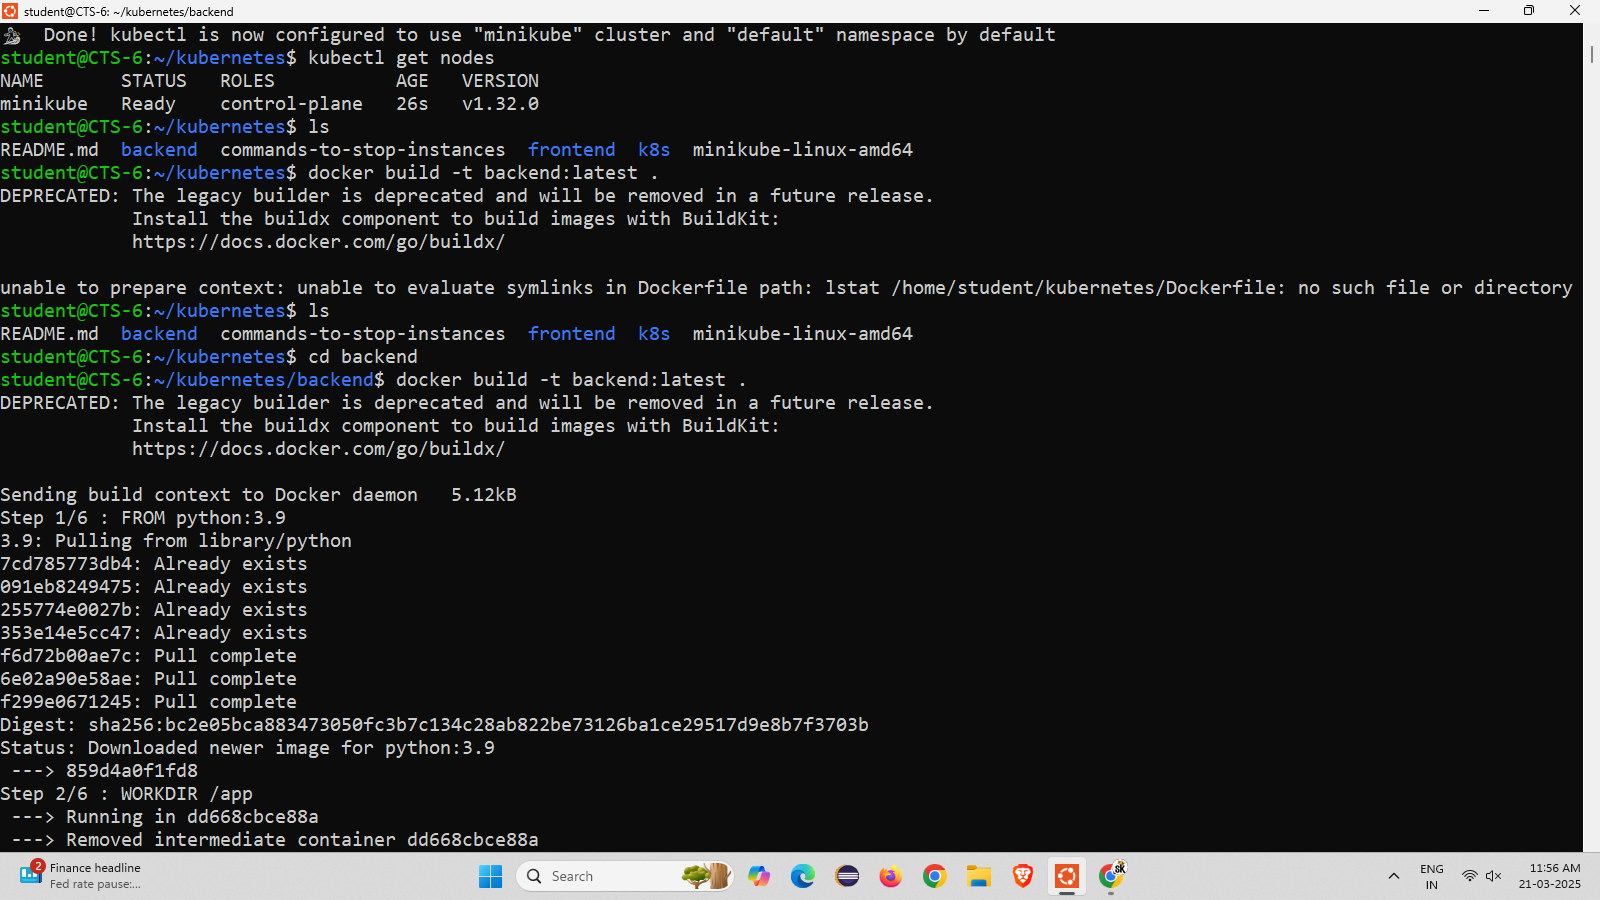 student@CTS-6: ~/kubernetes/backend
Done! kubectl is now configured to use "minikube" cluster and "default" namespace by default
student@CTS-6:~/kubernetes$ kubectl get nodes
NAME       STATUS   ROLES           AGE   VERSION
minikube   Ready    control-plane   26s   v1.32.0
student@CTS-6:~/kubernetes$ ls
README.md  backend  commands-to-stop-instances  frontend  k8s  minikube-linux-amd64
student@CTS-6:~/kubernetes$ docker build -t backend:latest .
DEPRECATED: The legacy builder is deprecated and will be removed in a future release.
            Install the buildx component to build images with BuildKit:
            https://docs.docker.com/go/buildx/
unable to prepare context: unable to evaluate symlinks in Dockerfile path: lstat /home/student/kubernetes/Dockerfile: no such file or directory
student@CTS-6:~/kubernetes$ ls
README.md  backend  commands-to-stop-instances  frontend  k8s  minikube-linux-amd64
student@CTS-6:~/kubernetes$ cd backend
student@CTS-6:~/kubernetes/backend$ docker build -t backend:latest .
DEPRECATED: The legacy builder is deprecated and will be removed in a future release.
            Install the buildx component to build images with BuildKit:
            https://docs.docker.com/go/buildx/
Sending build context to Docker daemon   5.12kB
Step 1/6 : FROM python:3.9
3.9: Pulling from library/python
7cd785773db4: Already exists
091eb8249475: Already exists
255774e0027b: Already exists
353e14e5cc47: Already exists
f6d72b00ae7c: Pull complete
6e02a90e58ae: Pull complete
f299e0671245: Pull complete
Digest: sha256:bc2e05bca883473050fc3b7c134c28ab822be73126ba1ce29517d9e8b7f3703b
Status: Downloaded newer image for python:3.9
 ---> 859d4a0f1fd8
Step 2/6 : WORKDIR /app
 ---> Running in dd668cbce88a
 ---> Removed intermediate container dd668cbce88a
2
Finance headline
Fed rate pause:...
Search
SK
ENG
IN
11:56 AM
21-03-2025